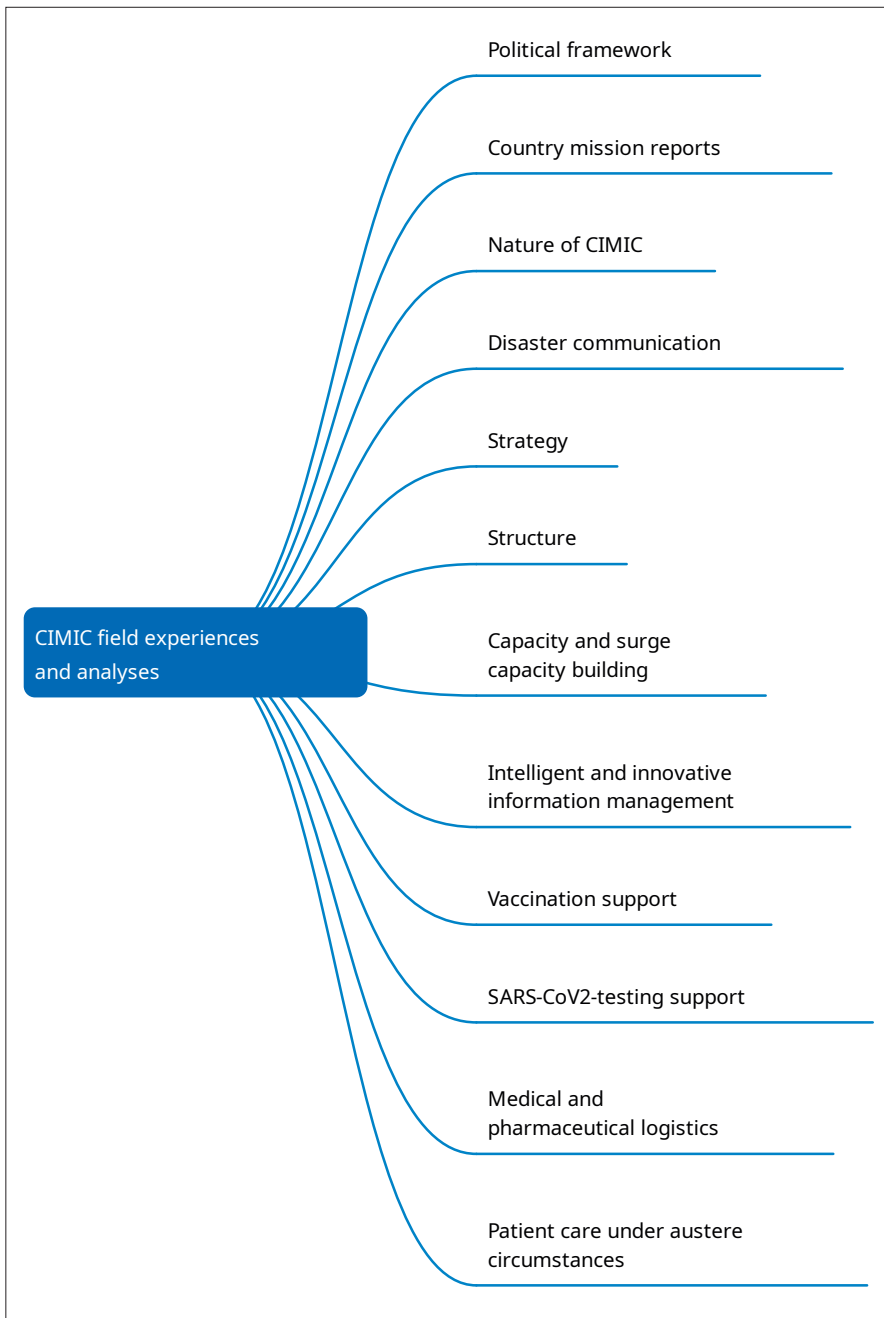 Political framework
Country mission reports
Nature of CIMIC
Disaster communication
Strategy
Structure
CIMIC field experiences
and analyses
Capacity and surge
capacity building
Intelligent and innovative
information management
Vaccination support
SARS-CoV2-testing support
Medical and
pharmaceutical logistics
Patient care under austere
circumstances